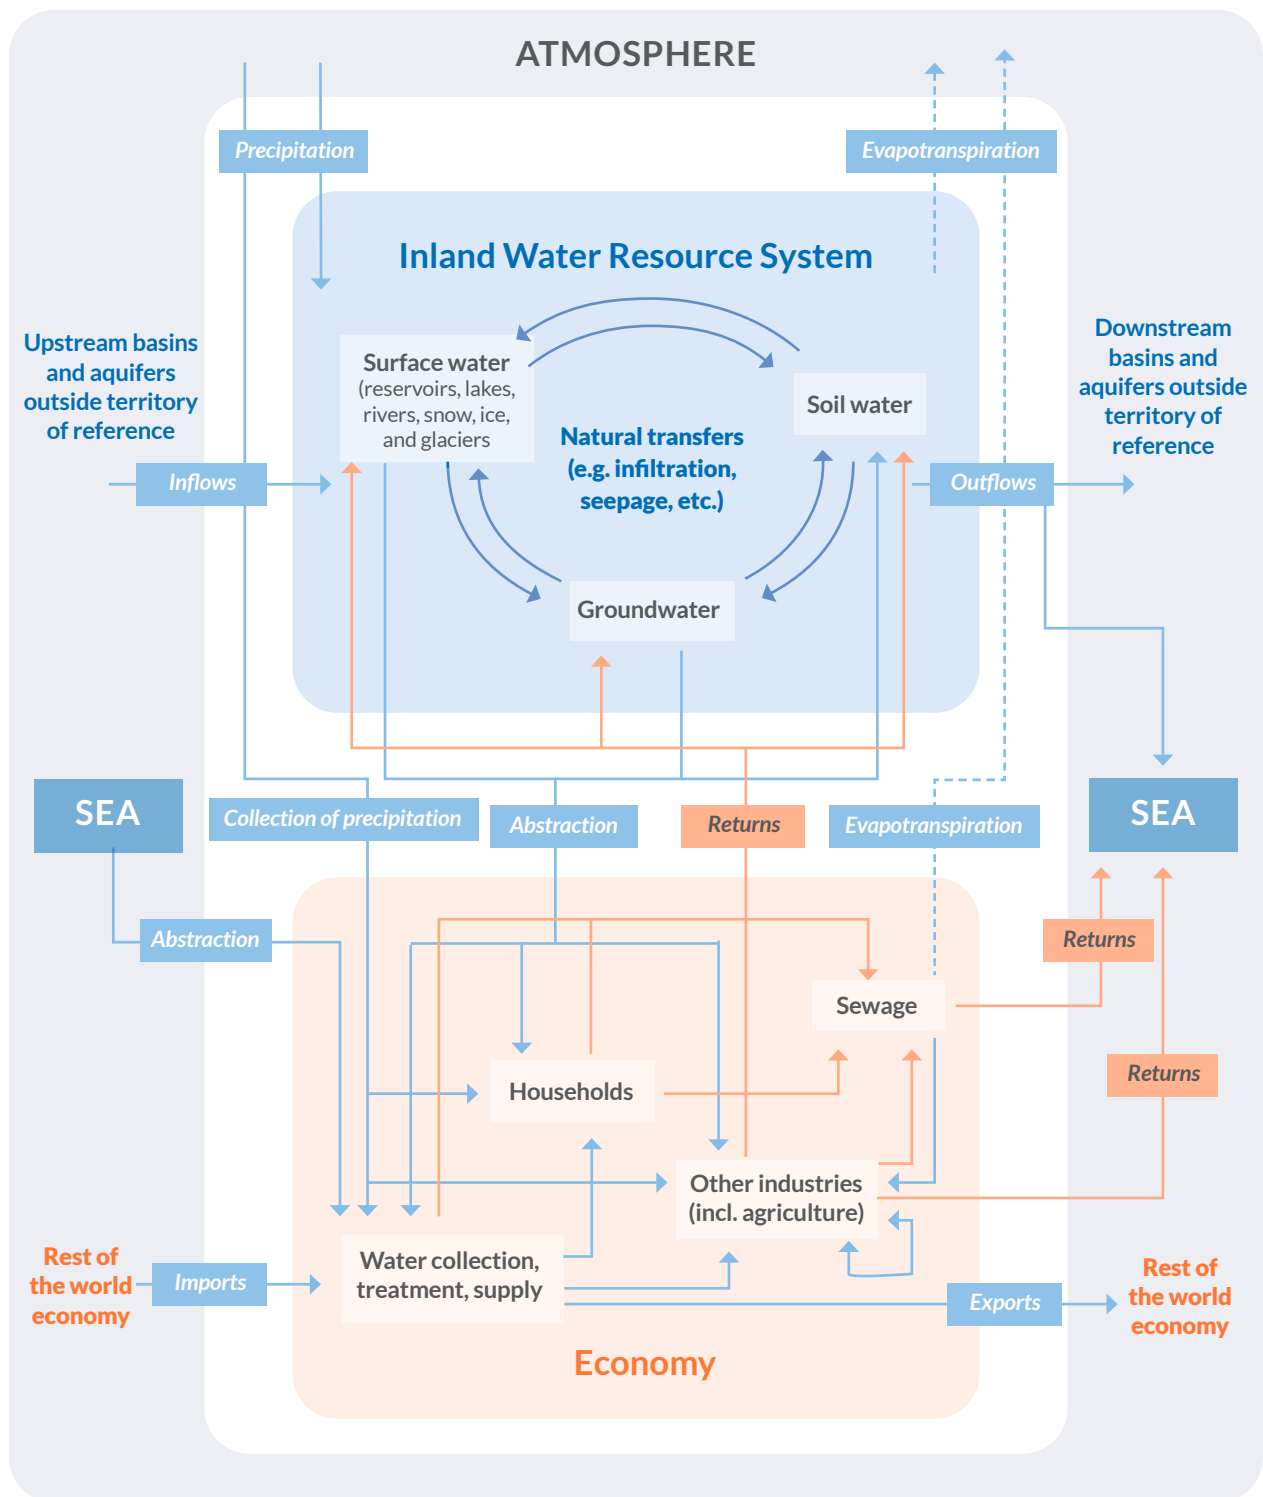 ATMOSPHERE
Precipitation
Evapotranspiration
Inland Water Resource System
Upstream basins
and aquifers
outside territory
of reference
Downstream
basins and
aquifers outside
territory of
reference
Surface water
(reservoirs, lakes,
rivers, snow, ice,
and glaciers
Soil water
Natural transfers
(e.g. infiltration,
seepage, etc.)
Inflows
Outflows
Groundwater
SEA
Collection of precipitation
Abstraction
Returns
Evapotranspiration
SEA
Abstraction
Returns
Sewage
Households
Returns
Other industries
(incl. agriculture)
Water collection,
treatment, supply
Rest of
the world
economy
Imports
Exports
Rest of
the world
economy
Economy